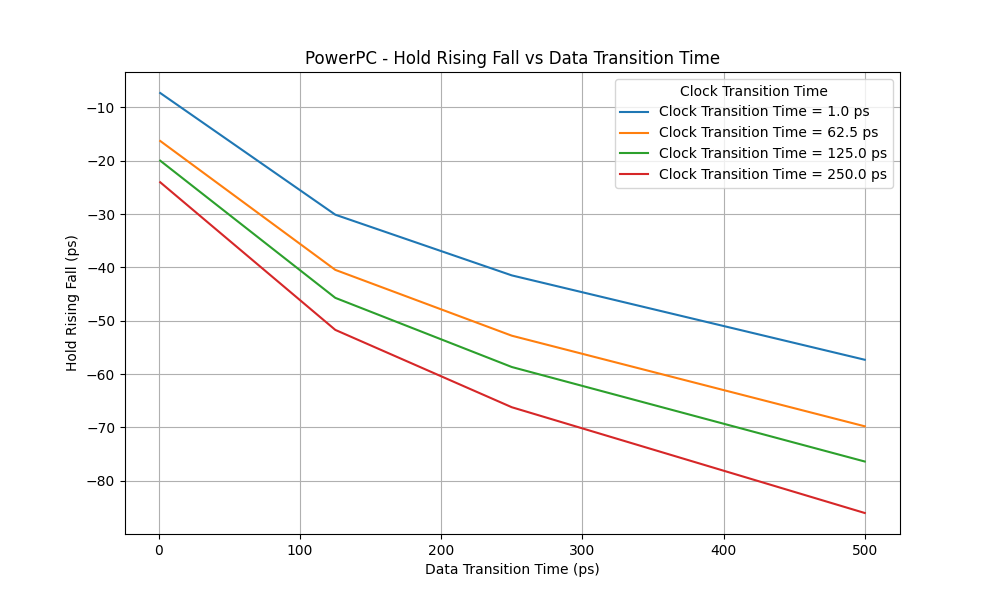 PowerPC - Hold Rising Fall vs Data Transition Time
Clock Transition Time
Clock Transition Time = 1.0 ps
Clock Transition Time = 62.5 ps
Clock Transition Time = 125.0 ps
Clock Transition Time = 250.0 ps
Hold Rising Fall (ps)
−10
−20
−30
−40
−50
−60
−70
−80
0 100 200 300 400 500
Data Transition Time (ps)